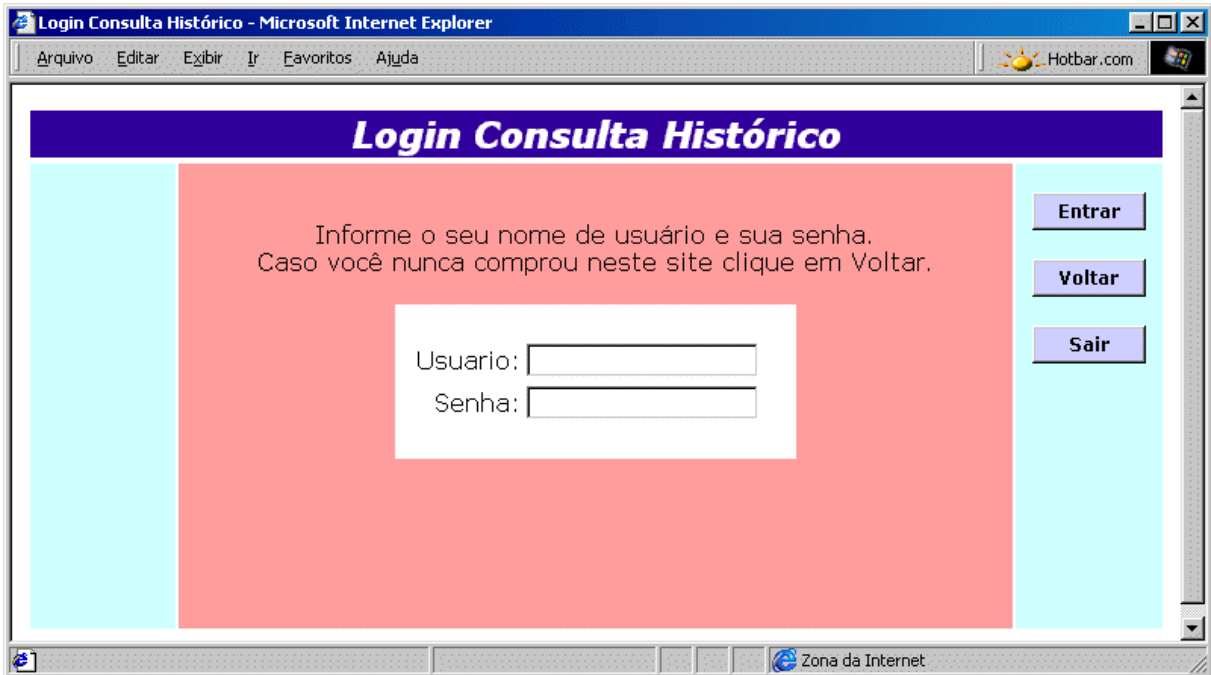 Login Consulta Histórico - Microsoft Internet Explorer
Arquivo Editar Exibir Ir Favoritos Ajuda Hotbar.com
Login Consulta Histórico
Informe o seu nome de usuário e sua senha.
Caso você nunca comprou neste site clique em Voltar.
Usuario:
Senha:
Entrar
Voltar
Sair
Zona da Internet